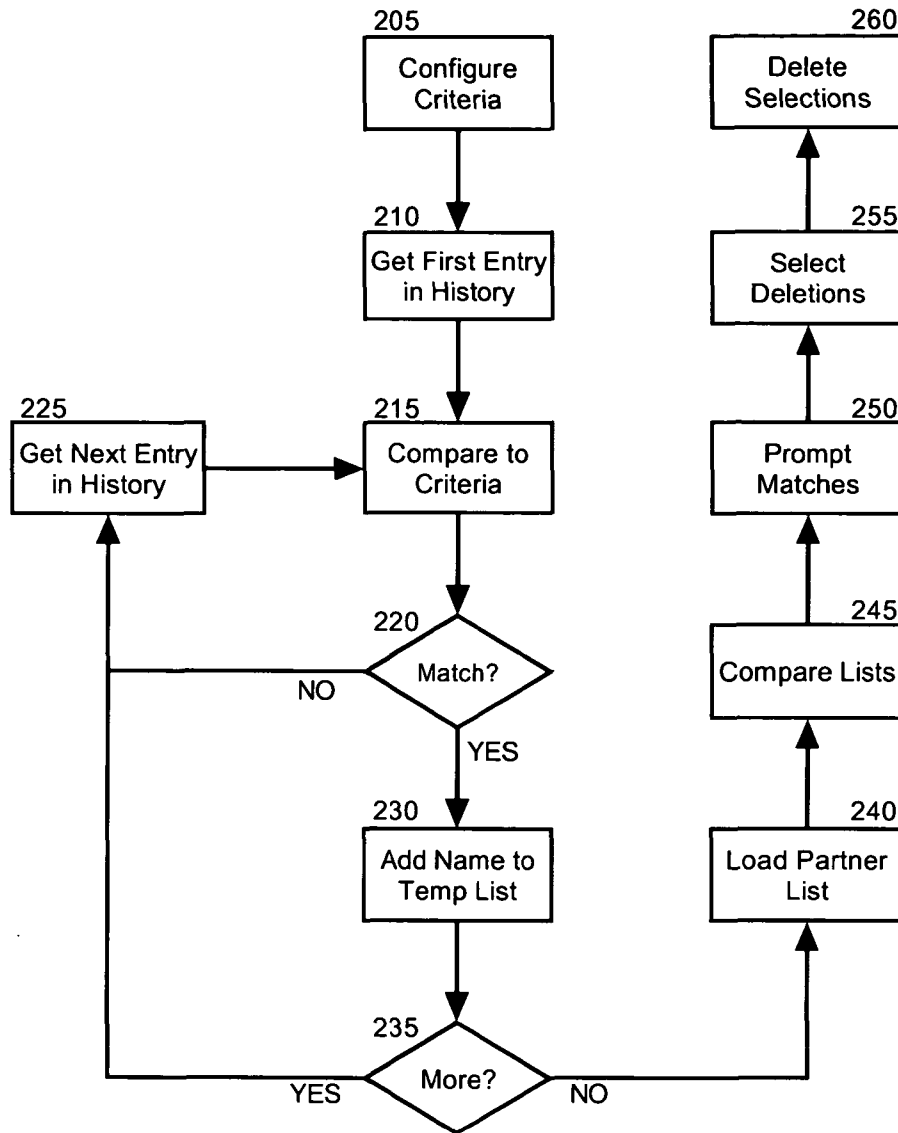 205
Configure
Criteria
210
Get First Entry
in History
225
Get Next Entry
in History
215
Compare to
Criteria
220
Match?
NO
YES
230
Add Name to
Temp List
235
More?
YES
NO
240
Load Partner
List
245
Compare Lists
250
Prompt
Matches
255
Select
Deletions
260
Delete
Selections